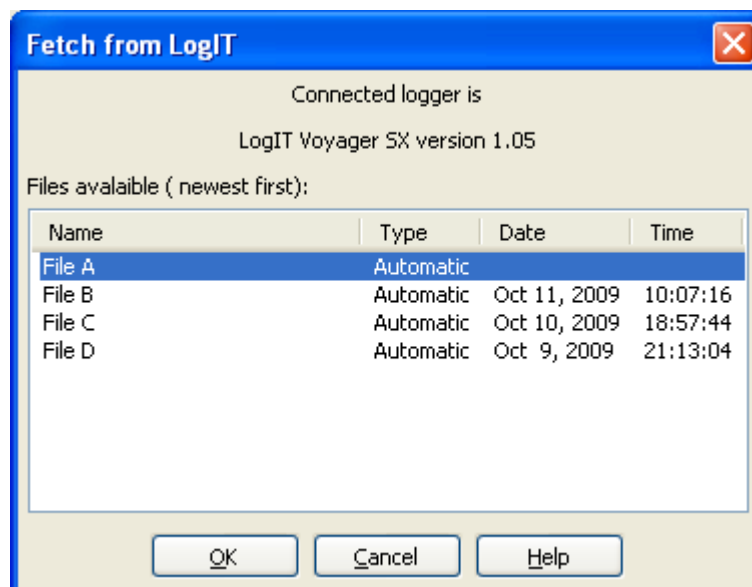 Fetch from LogIT
Connected logger is
LogIT Voyager SX version 1.05
Files avalaible ( newest first):
Name Type Date Time
File A Automatic
File B Automatic Oct 11, 2009 10:07:16
File C Automatic Oct 10, 2009 18:57:44
File D Automatic Oct 9, 2009 21:13:04
OK Cancel Help